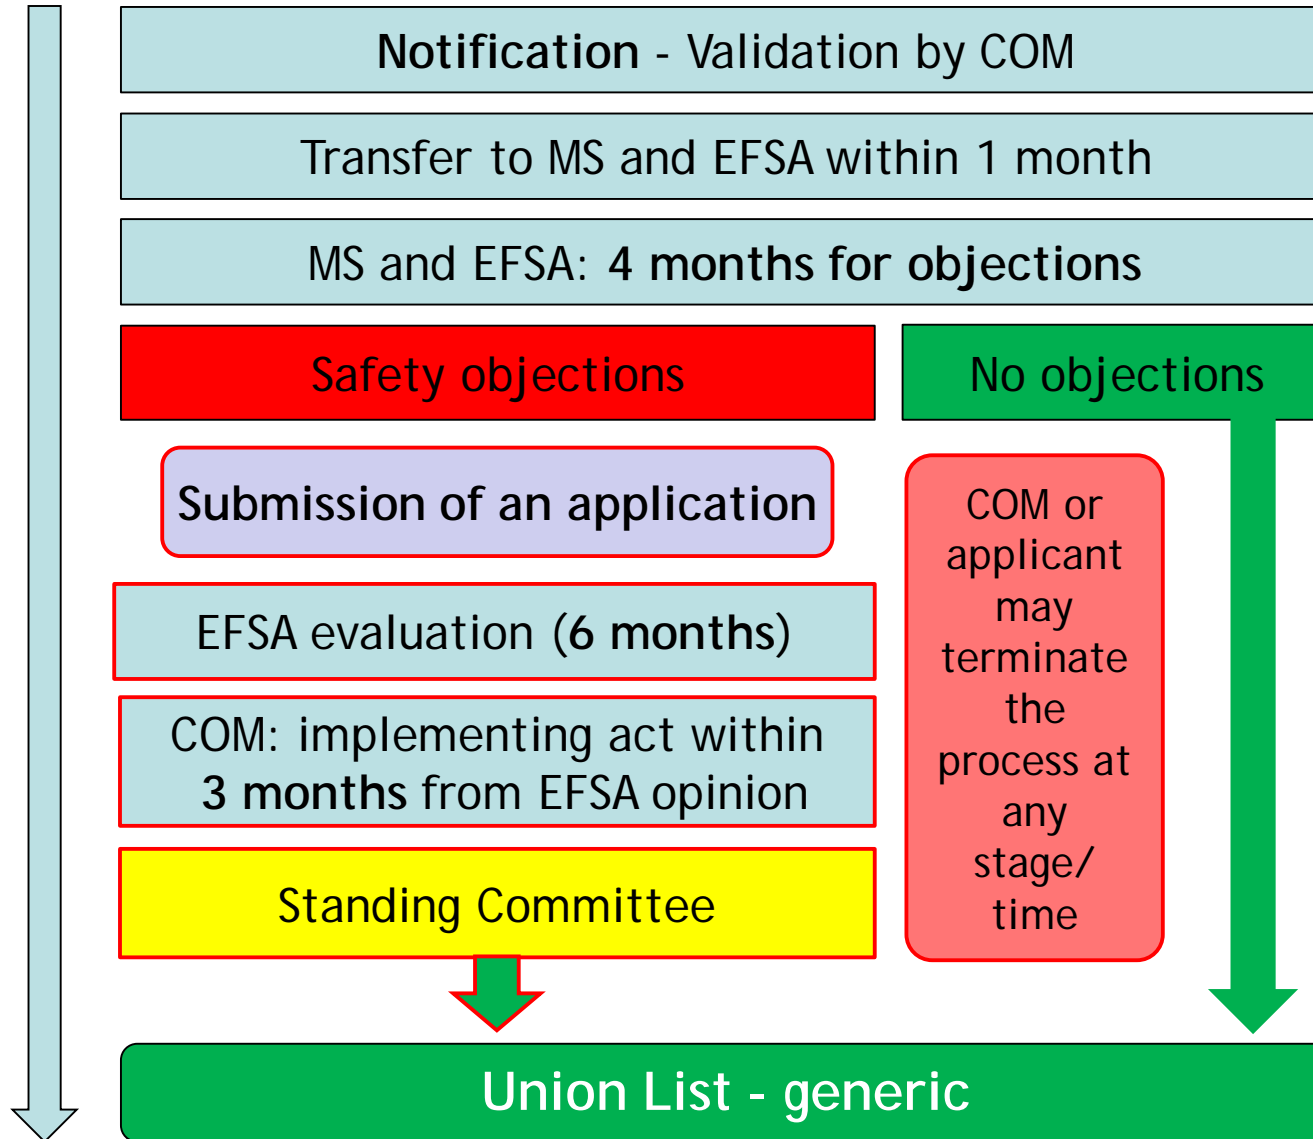 Notification - Validation by COM
Transfer to MS and EFSA within 1 month
MS and EFSA: 4 months for objections
Safety objections
No objections
Submission of an application
EFSA evaluation (6 months)
COM: implementing act within
3 months from EFSA opinion
Standing Committee
COM or
applicant
may
terminate
the
process at
any
stage/
time
Union List - generic